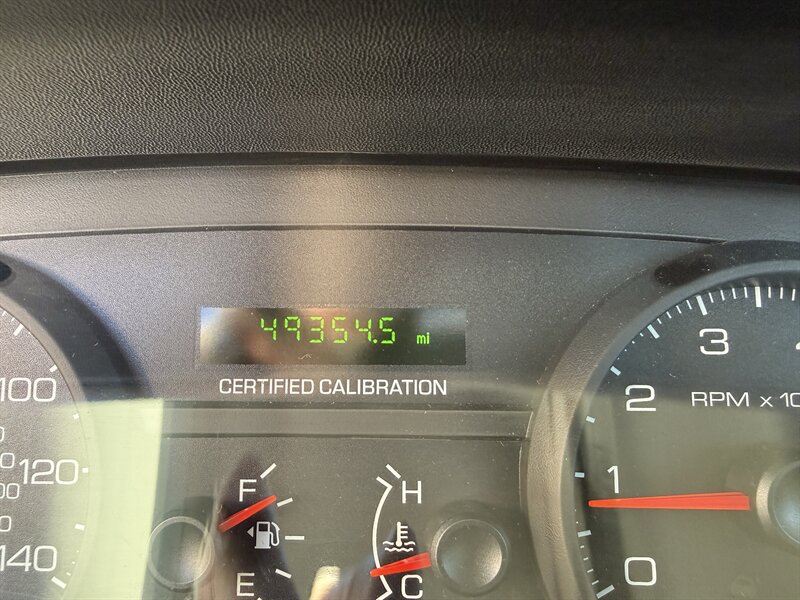 49354.5 mi
CERTIFIED CALIBRATION
100
120
140
F
E
H
C
3
2
RPM x 10
1
0